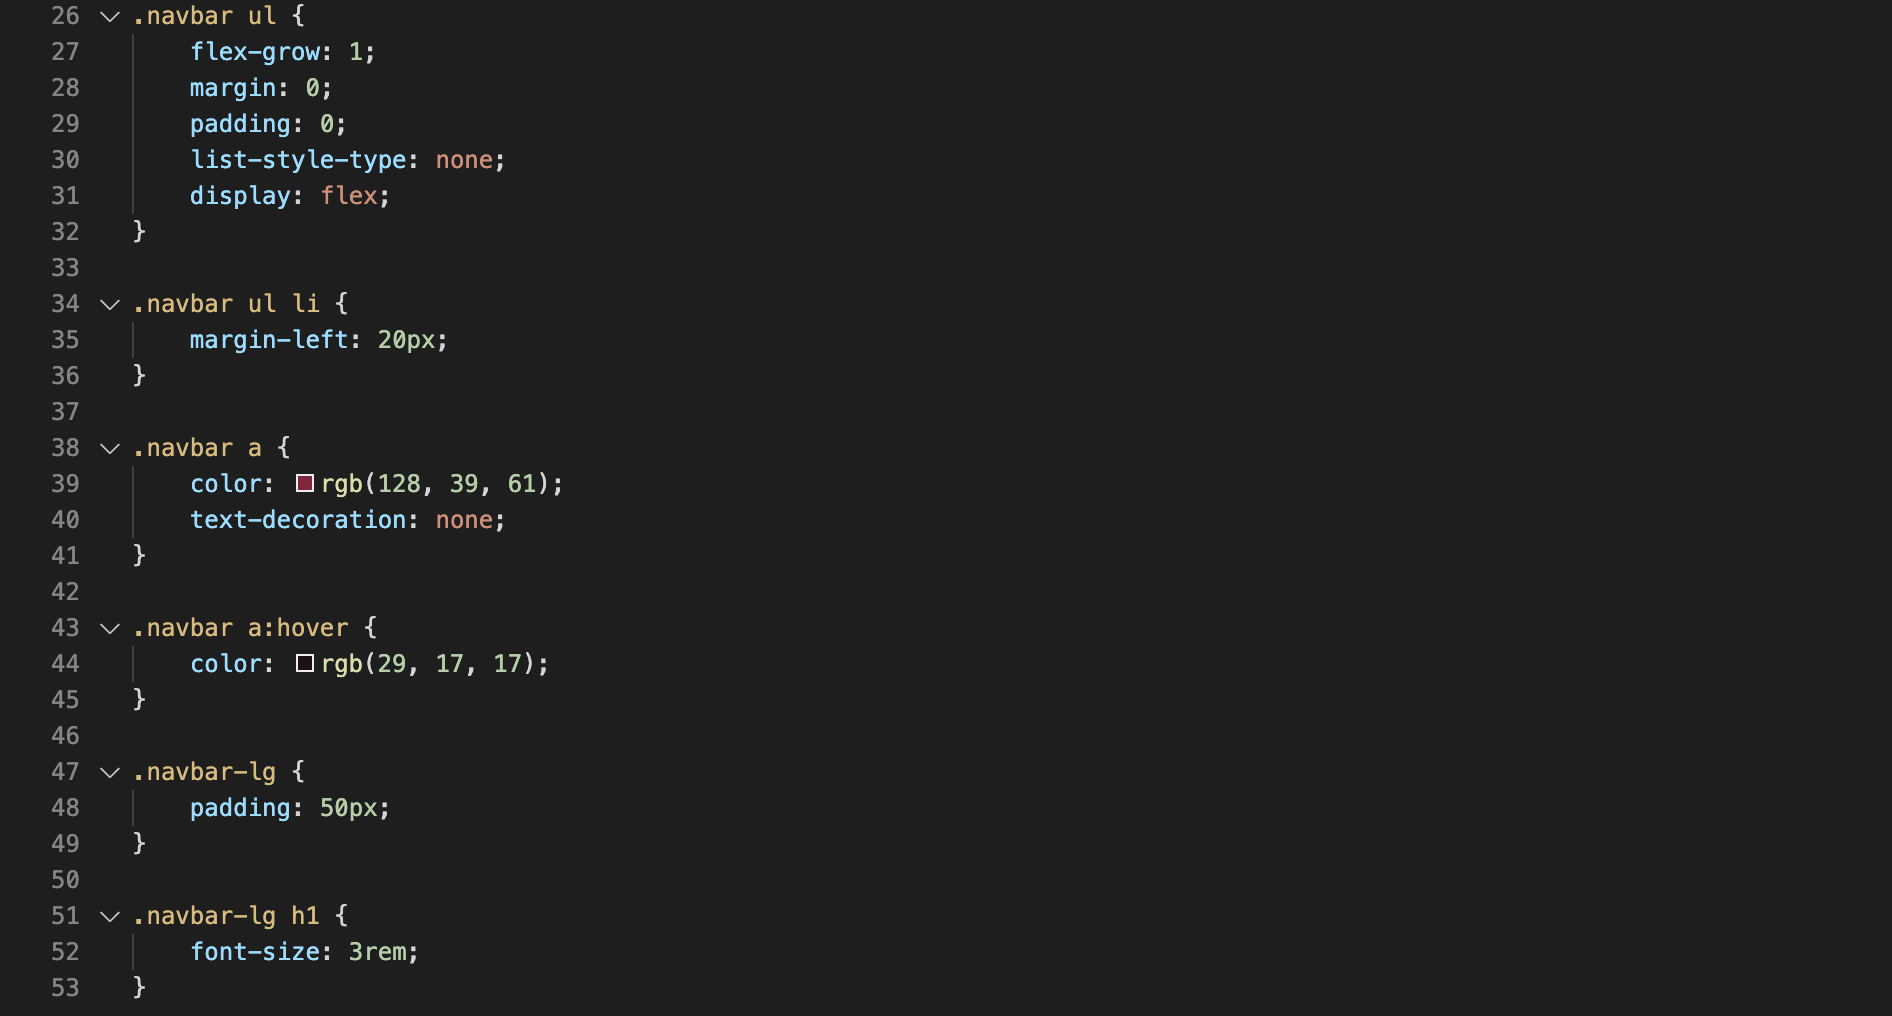 26 .navbar ul {
27 flex-grow: 1;
28 margin: 0;
29 padding: 0;
30 list-style-type: none;
31 display: flex;
32 }
33
34 .navbar ul li {
35 margin-left: 20px;
36 }
37
38 .navbar a {
39 color: rgb(128, 39, 61);
40 text-decoration: none;
41 }
42
43 .navbar a:hover {
44 color: rgb(29, 17, 17);
45 }
46
47 .navbar-lg {
48 padding: 50px;
49 }
50
51 .navbar-lg h1 {
52 font-size: 3rem;
53 }